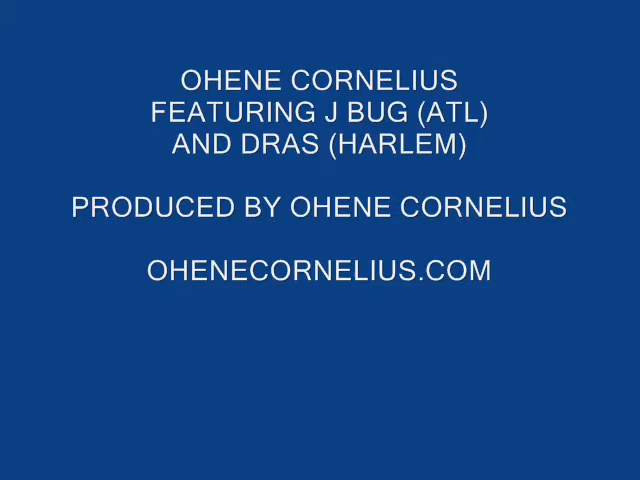 OHENE CORNELIUS
FEATURING J BUG (ATL)
AND DRAS (HARLEM)
PRODUCED BY OHENE CORNELIUS
OHENECORNELIUS.COM